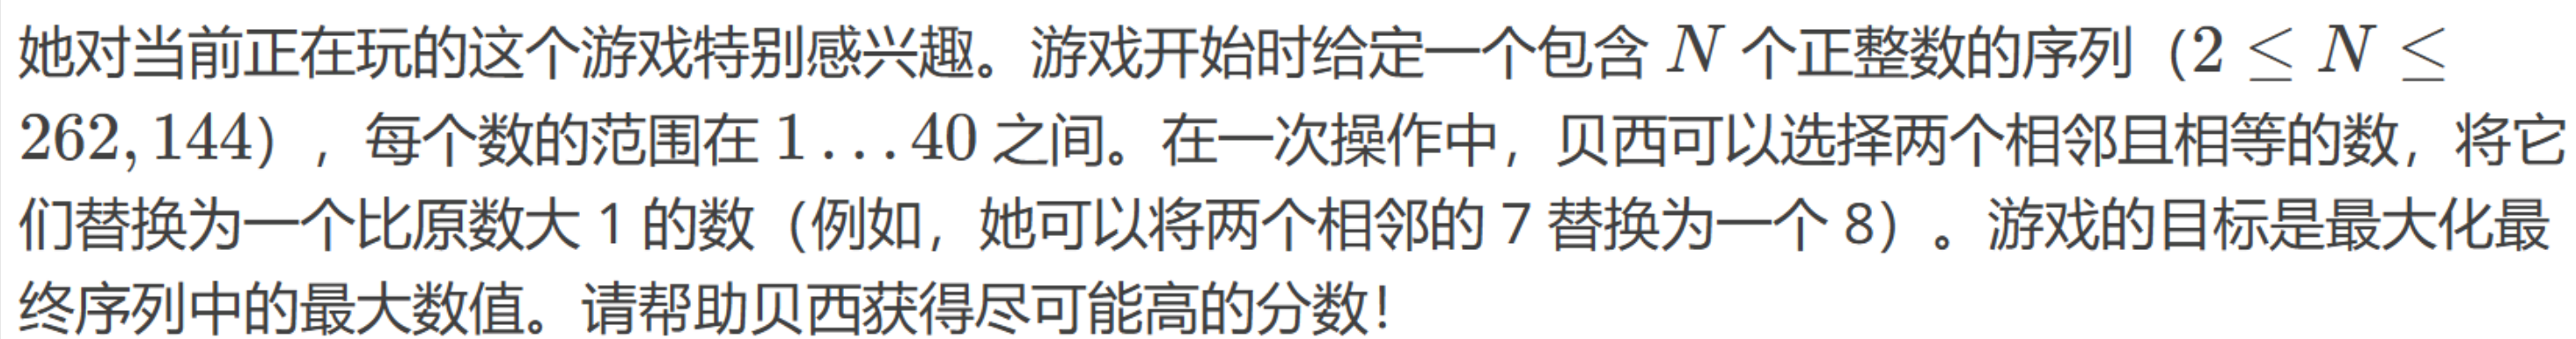 她对当前正在玩的这个游戏特别感兴趣。游戏开始时给定一个包含 N 个正整数的序列（2 ≤ N ≤
262,144），每个数的范围在 1...40 之间。在一次操作中，贝西可以选择两个相邻且相等的数，将它
们替换为一个比原数大 1 的数（例如，她可以将两个相邻的 7 替换为一个 8）。游戏的目标是最大化最
终序列中的最大数值。请帮助贝西获得尽可能高的分数！